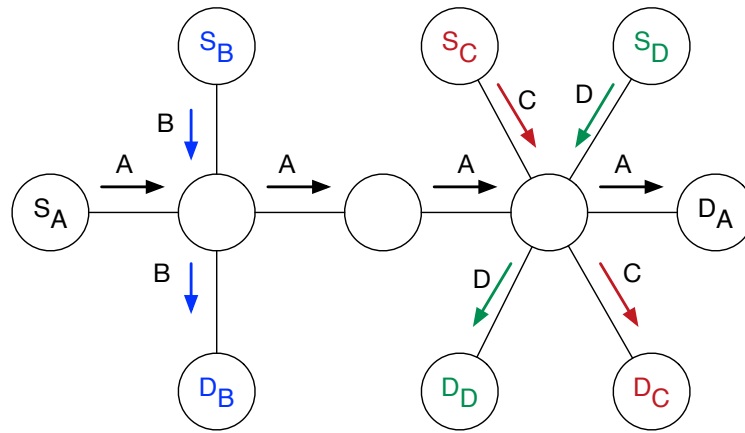 S_B S_C S_D
B C D
A A A A
S_A D_A
B D C
D_B D_D D_C